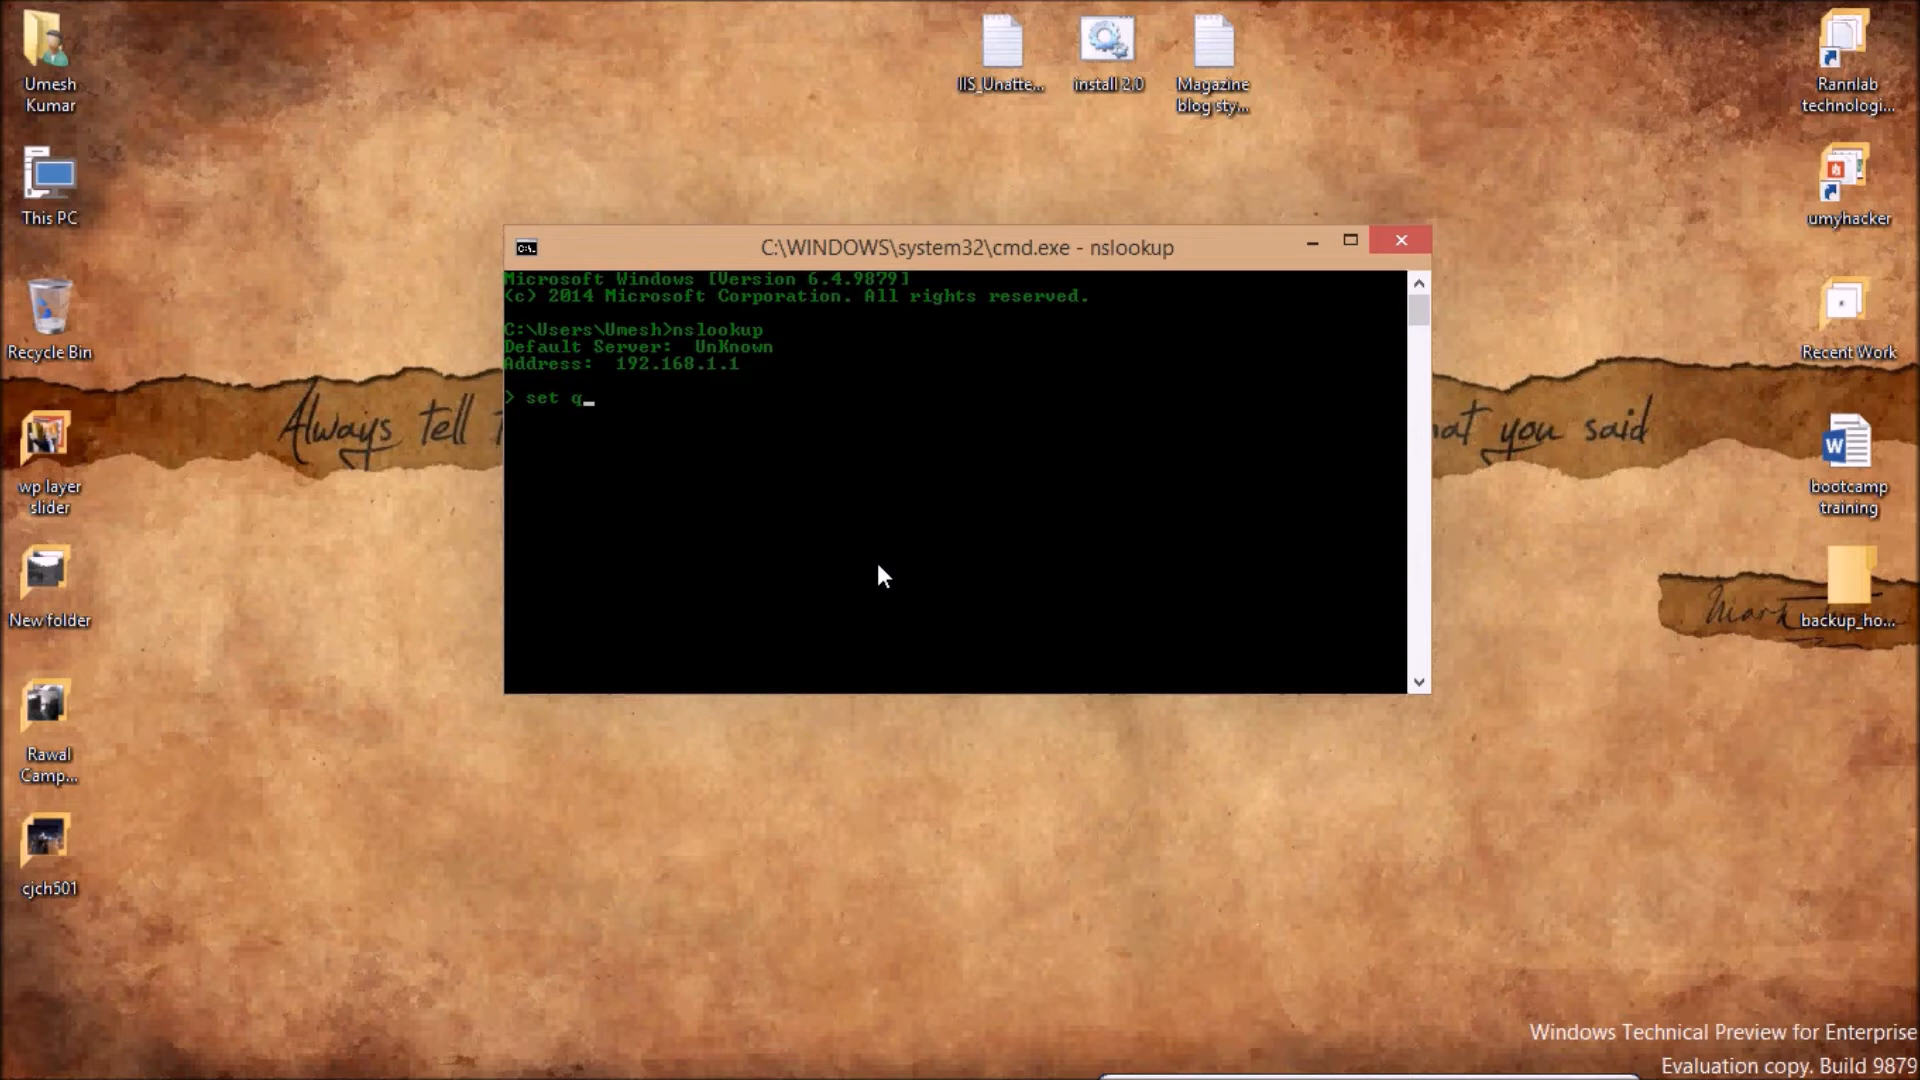 Umesh
Kumar
This PC
Recycle Bin
wp layer
slider
New folder
Rawal
Camp...
cjch501
IIS_Unatte...
install 2.0
Magazine
blog sty...
Rannlab
technologi...
umyhacker
Recent Work
bootcamp
training
backup_ho...
C:\WINDOWS\system32\cmd.exe - nslookup
Microsoft Windows [Version 6.4.9879]
(c) 2014 Microsoft Corporation. All rights reserved.
C:\Users\Umesh>nslookup
Default Server:  UnKnown
Address:  192.168.1.1
> set q_
Always tell
you said
Mark
Windows Technical Preview for Enterprise
Evaluation copy. Build 9879